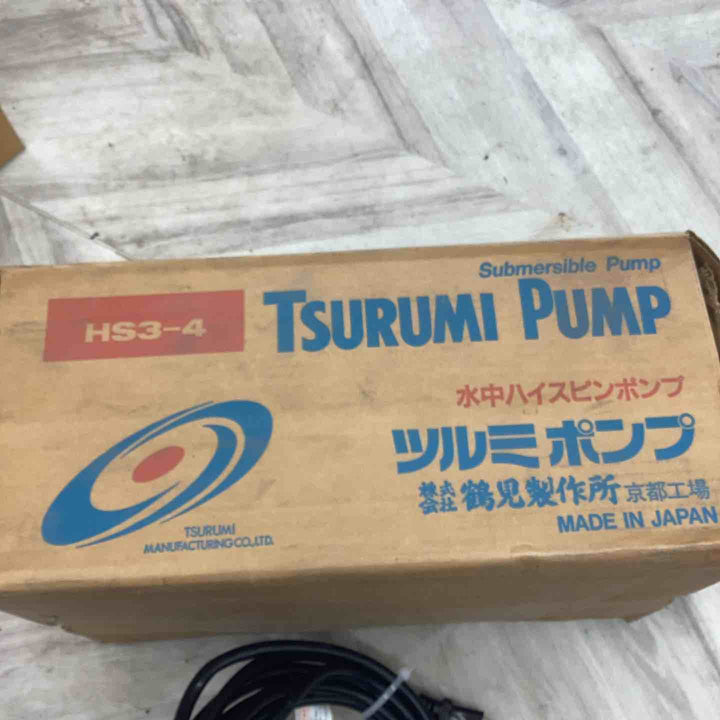 Submersible Pump
HS3-4
TSURUMI PUMP
水中ハイスピンポンプ
ツルミポンプ
株式会社 鶴見製作所 京都工場
MADE IN JAPAN
TSURUMI
MANUFACTURING CO.,LTD.